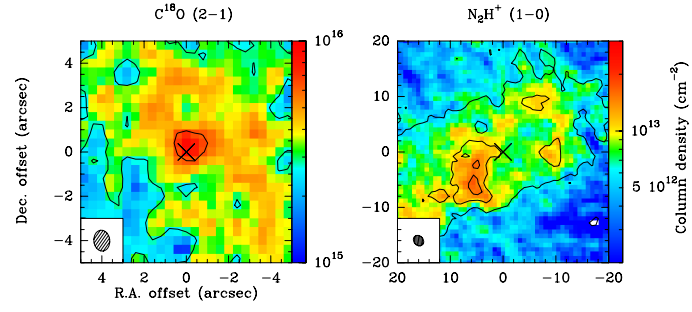 C¹⁸O (2−1)
N₂H⁺ (1−0)
10¹⁶
10¹⁵
4
2
0
−2
−4
4 2 0 −2 −4
Dec. offset (arcsec)
R.A. offset (arcsec)
20
10
0
−10
−20
20 10 0 −10 −20
10¹³
5 10¹²
Column density (cm⁻²)